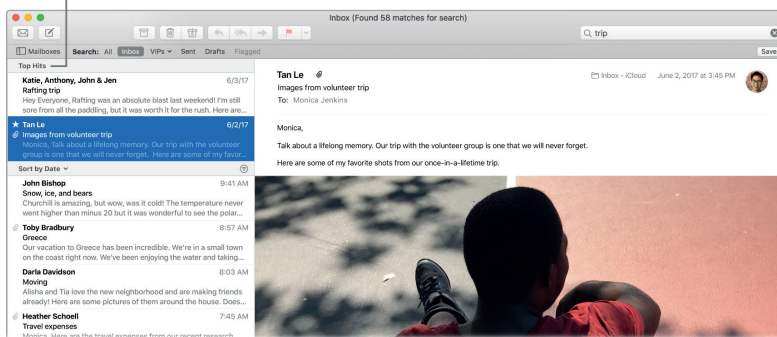 Inbox (Found 58 matches for search)
trip
Mailboxes Search: All Inbox VIPs Sent Drafts Flagged
Save
Top Hits
Katie, Anthony, John & Jen 6/3/17
Rafting trip
Hey Everyone, Rafting was an absolute blast last weekend! I'm still
sore from all the paddling, but it was worth it for the rush. Here are...
Tan Le 6/2/17
Images from volunteer trip
Monica, Talk about a lifelong memory. Our trip with the volunteer
group is one that we will never forget. Here are some of my favor...
Sort by Date
John Bishop 9:41 AM
Snow, ice, and bears
Churchill is amazing, but wow, was it cold! The temperature never
went higher than minus 20 but it was wonderful to see the polar...
Toby Bradbury 8:57 AM
Greece
Our vacation to Greece has been incredible. We're in a small town
on the coast right now. We've been enjoying the water and taking...
Darla Davidson 8:03 AM
Moving
Alisha and Tia love the new neighborhood and are making friends
already! Here are some pictures of them around the house. Does...
Heather Schoell 7:45 AM
Travel expenses
Monica, Here are the travel expenses from our recent research
Tan Le
Inbox - iCloud June 2, 2017 at 3:45 PM
Images from volunteer trip
To: Monica Jenkins
Monica,
Talk about a lifelong memory. Our trip with the volunteer group is one that we will never forget.
Here are some of my favorite shots from our once-in-a-lifetime trip.